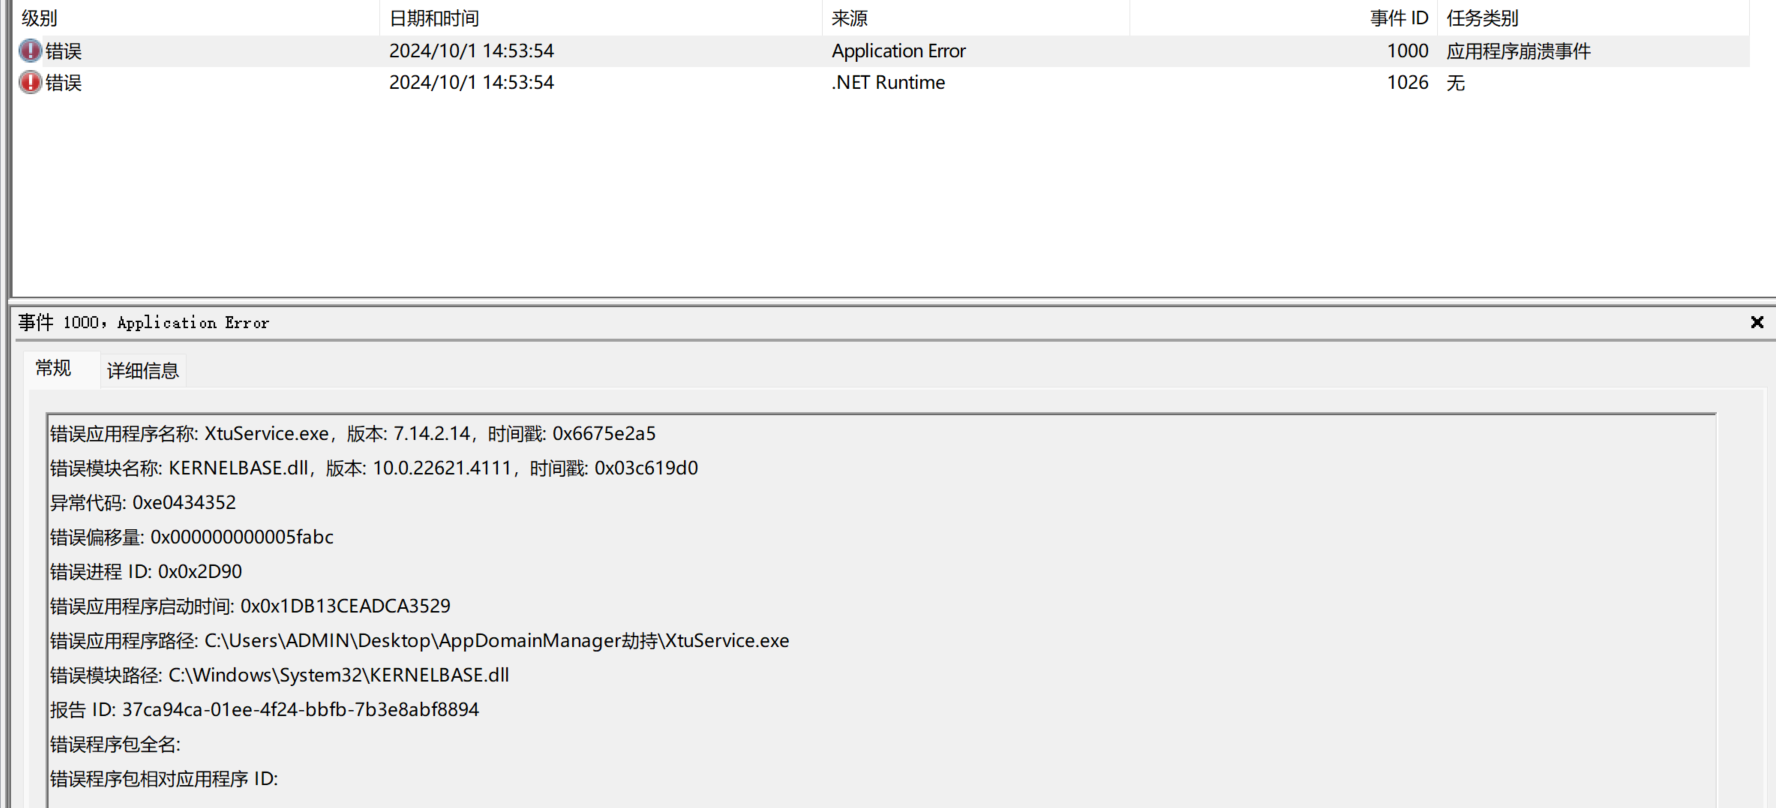 级别 日期和时间 来源 事件 ID 任务类别
错误 2024/10/1 14:53:54 Application Error 1000 应用程序崩溃事件
错误 2024/10/1 14:53:54 .NET Runtime 1026 无
事件 1000，Application Error
常规 详细信息
错误应用程序名称: XtuService.exe，版本: 7.14.2.14，时间戳: 0x6675e2a5
错误模块名称: KERNELBASE.dll，版本: 10.0.22621.4111，时间戳: 0x03c619d0
异常代码: 0xe0434352
错误偏移量: 0x000000000005fabc
错误进程 ID: 0x0x2D90
错误应用程序启动时间: 0x0x1DB13CEADCA3529
错误应用程序路径: C:\Users\ADMIN\Desktop\AppDomainManager劫持\XtuService.exe
错误模块路径: C:\Windows\System32\KERNELBASE.dll
报告 ID: 37ca94ca-01ee-4f24-bbfb-7b3e8abf8894
错误程序包全名:
错误程序包相对应用程序 ID: